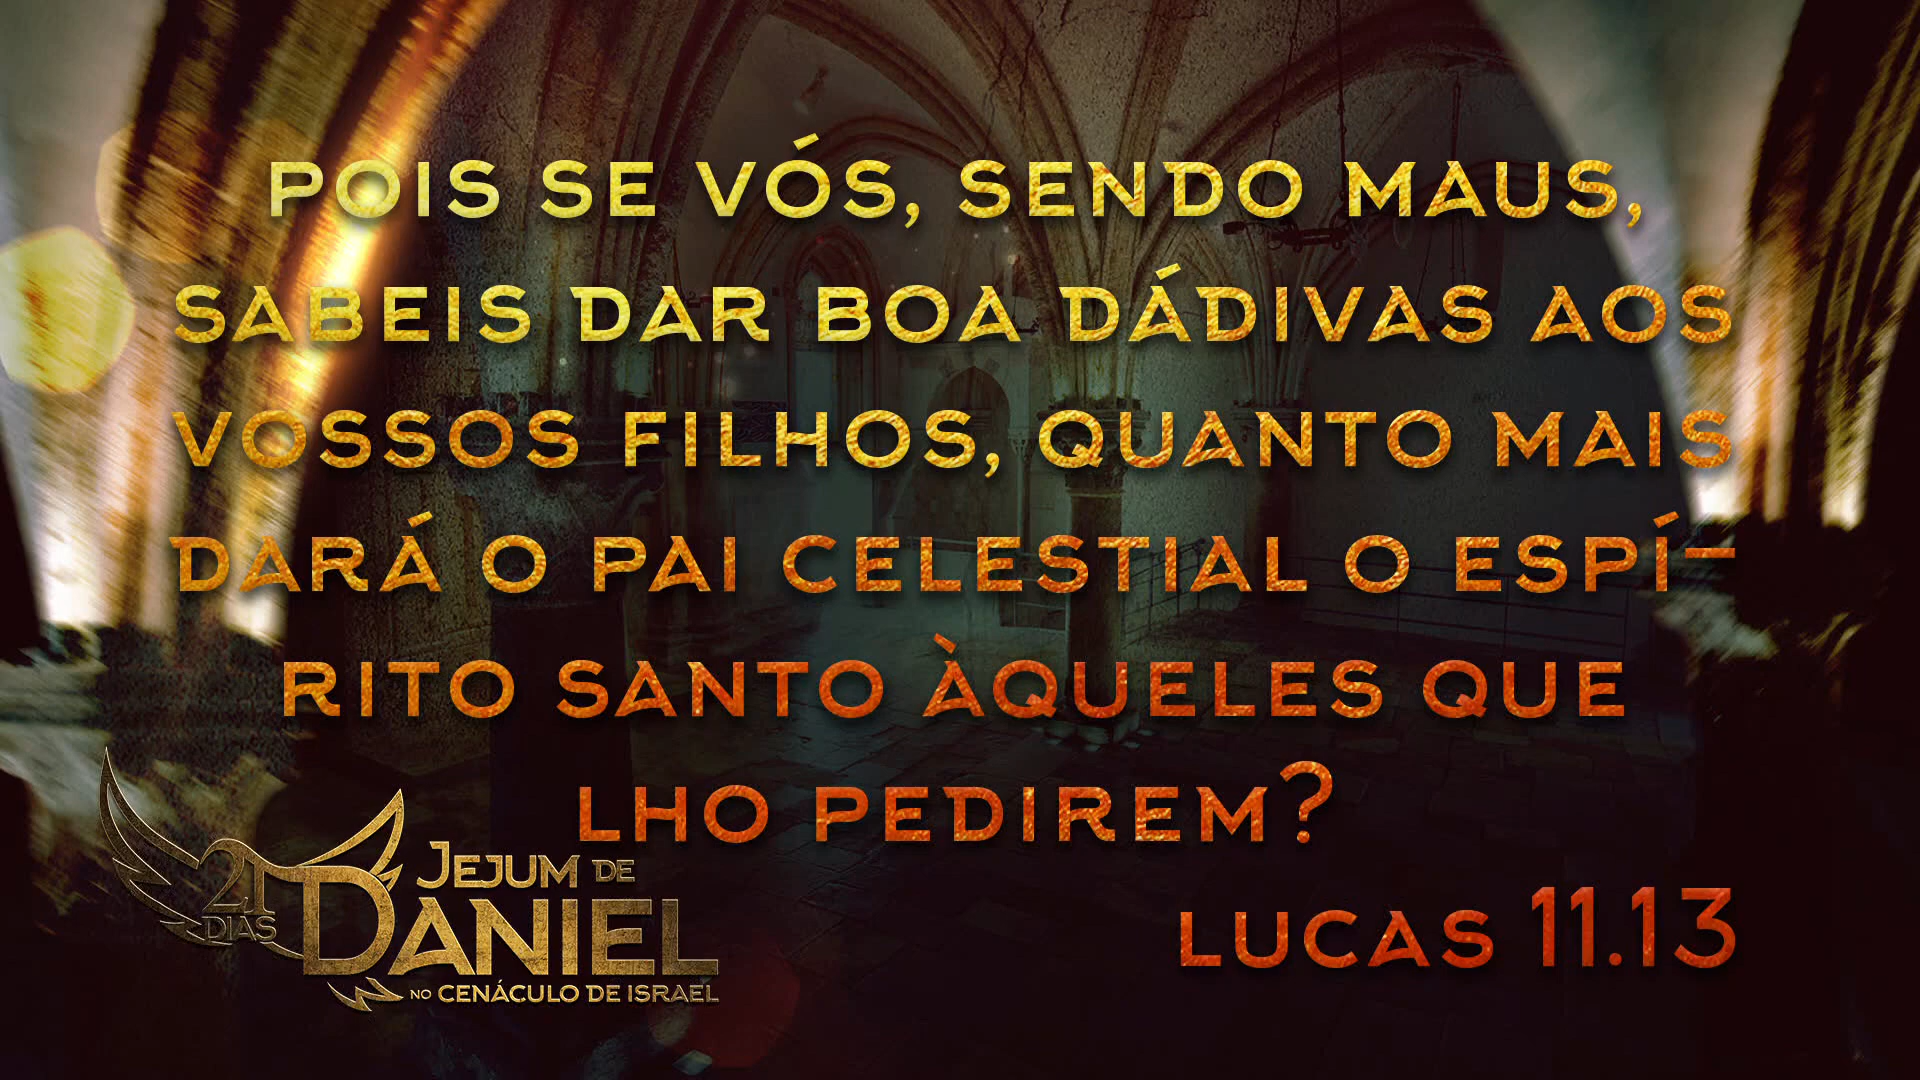 POIS SE VÓS, SENDO MAUS,
SABEIS DAR BOA DÁDIVAS AOS
VOSSOS FILHOS, QUANTO MAIS
DARÁ O PAI CELESTIAL O ESPÍ-
RITO SANTO ÀQUELES QUE
LHO PEDIREM?
LUCAS 11.13
21
DIAS
JEJUM DE
DANIEL
NO CENÁCULO DE ISRAEL